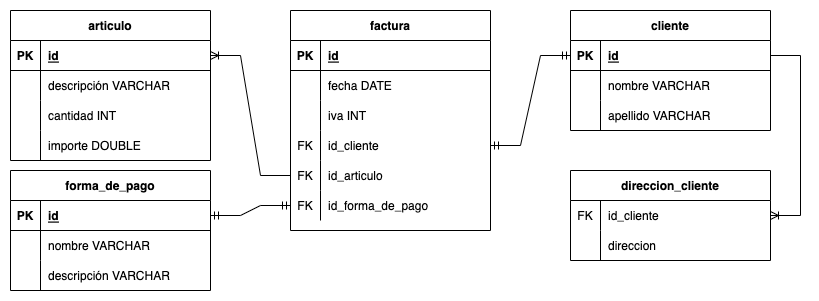 articulo
PK id
descripción VARCHAR
cantidad INT
importe DOUBLE
forma_de_pago
PK id
nombre VARCHAR
descripción VARCHAR
factura
PK id
fecha DATE
iva INT
FK id_cliente
FK id_articulo
FK id_forma_de_pago
cliente
PK id
nombre VARCHAR
apellido VARCHAR
direccion_cliente
FK id_cliente
direccion